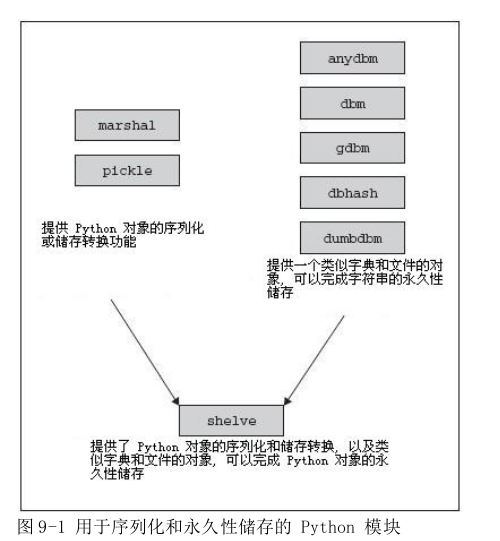 anydbm
dbm
gdbm
dbhash
dumbdbm
marshal
pickle
提供 Python 对象的序列化
或储存转换功能
提供一个类似字典和文件的对
象, 可以完成字符串的永久性
储存
shelve
提供了 Python 对象的序列化和储存转换, 以及类
似字典和文件的对象, 可以完成 Python 对象的永
久性储存
图 9-1 用于序列化和永久性储存的 Python 模块